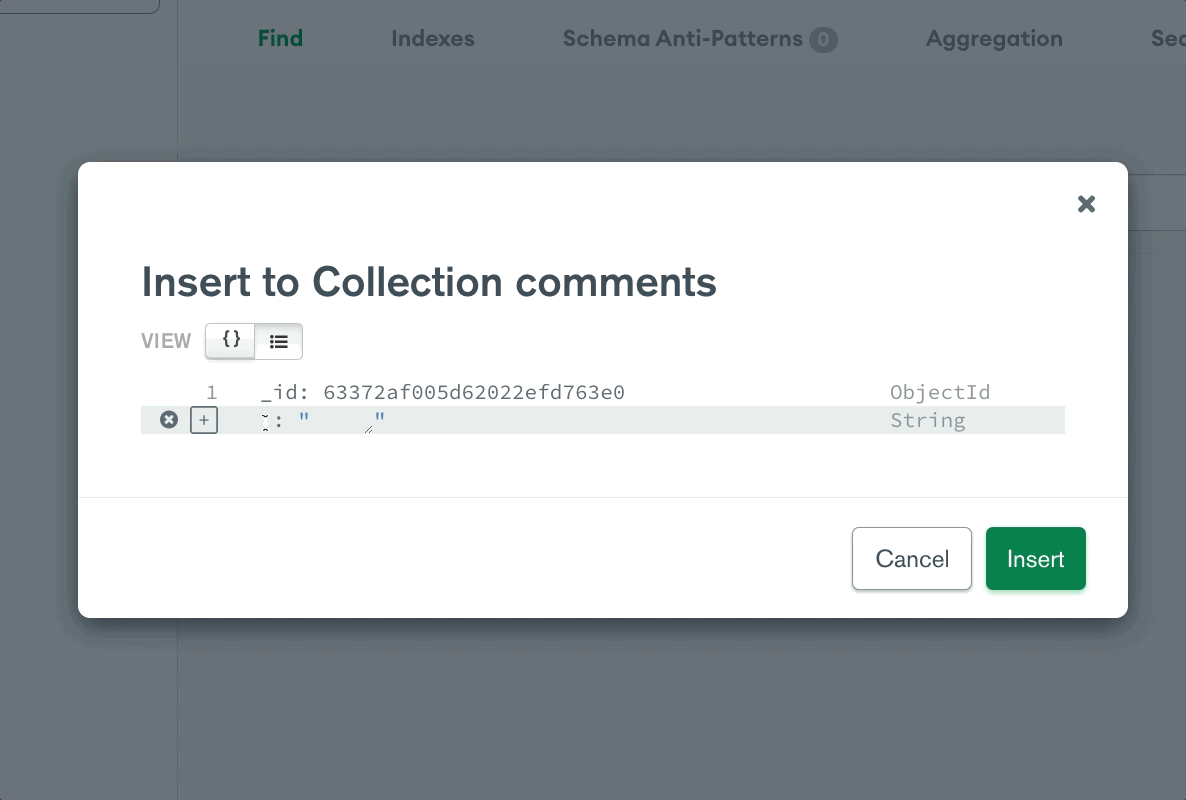 Find Indexes Schema Anti-Patterns 0 Aggregation
Insert to Collection comments
VIEW {}
1 _id: 63372af005d62022efd763e0 ObjectId
+ : " " String
Cancel Insert